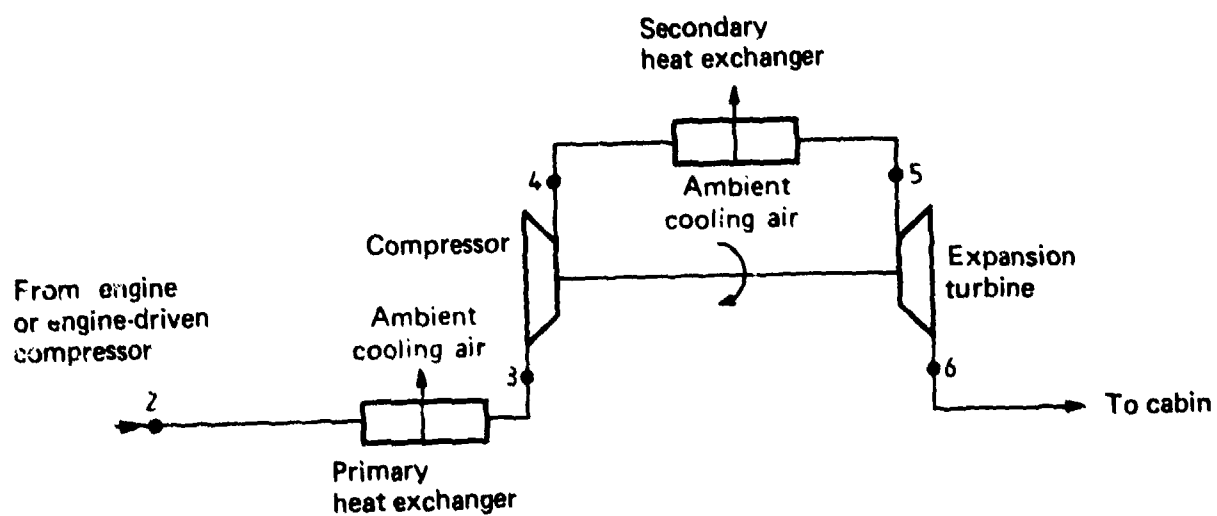 Secondary
heat exchanger
4
5
Ambient
cooling air
Compressor
Expansion
turbine
From engine
or engine-driven
compressor
Ambient
cooling air
3
6
2
To cabin
Primary
heat exchanger